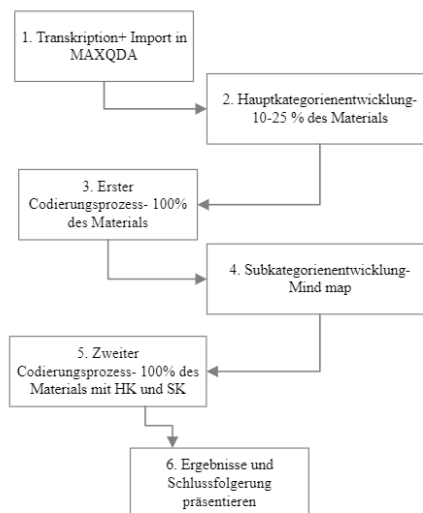 1. Transkription+ Import in
MAXQDA
2. Hauptkategorienentwicklung-
10-25 % des Materials
3. Erster
Codierungsprozess- 100%
des Materials
4. Subkategorienentwicklung-
Mind map
5. Zweiter
Codierungsprozess- 100% des
Materials mit HK und SK
6. Ergebnisse und
Schlussfolgerung
präsentieren